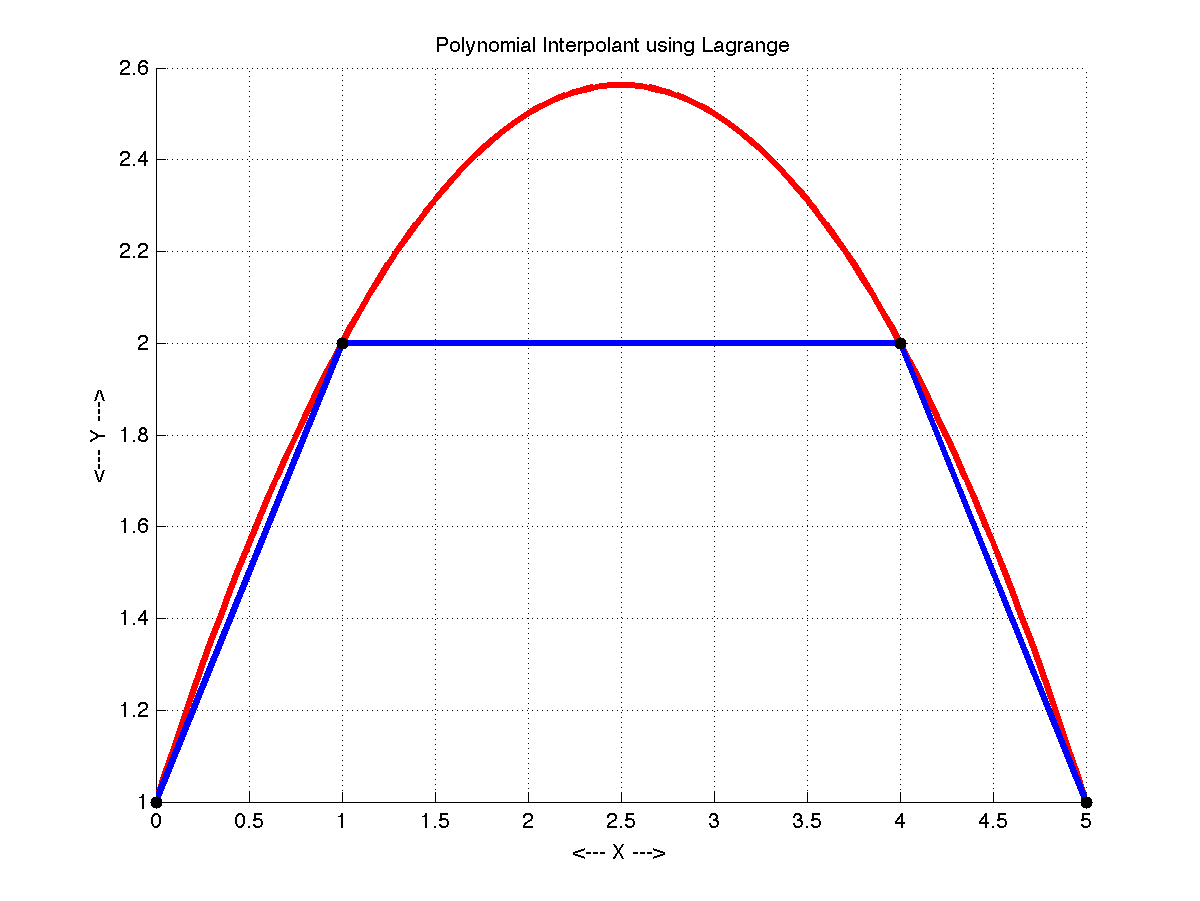 Polynomial Interpolant using Lagrange
2.6
2.4
2.2
2
1.8
1.6
1.4
1.2
1
<--- Y --->
0 0.5 1 1.5 2 2.5 3 3.5 4 4.5 5
<--- X --->